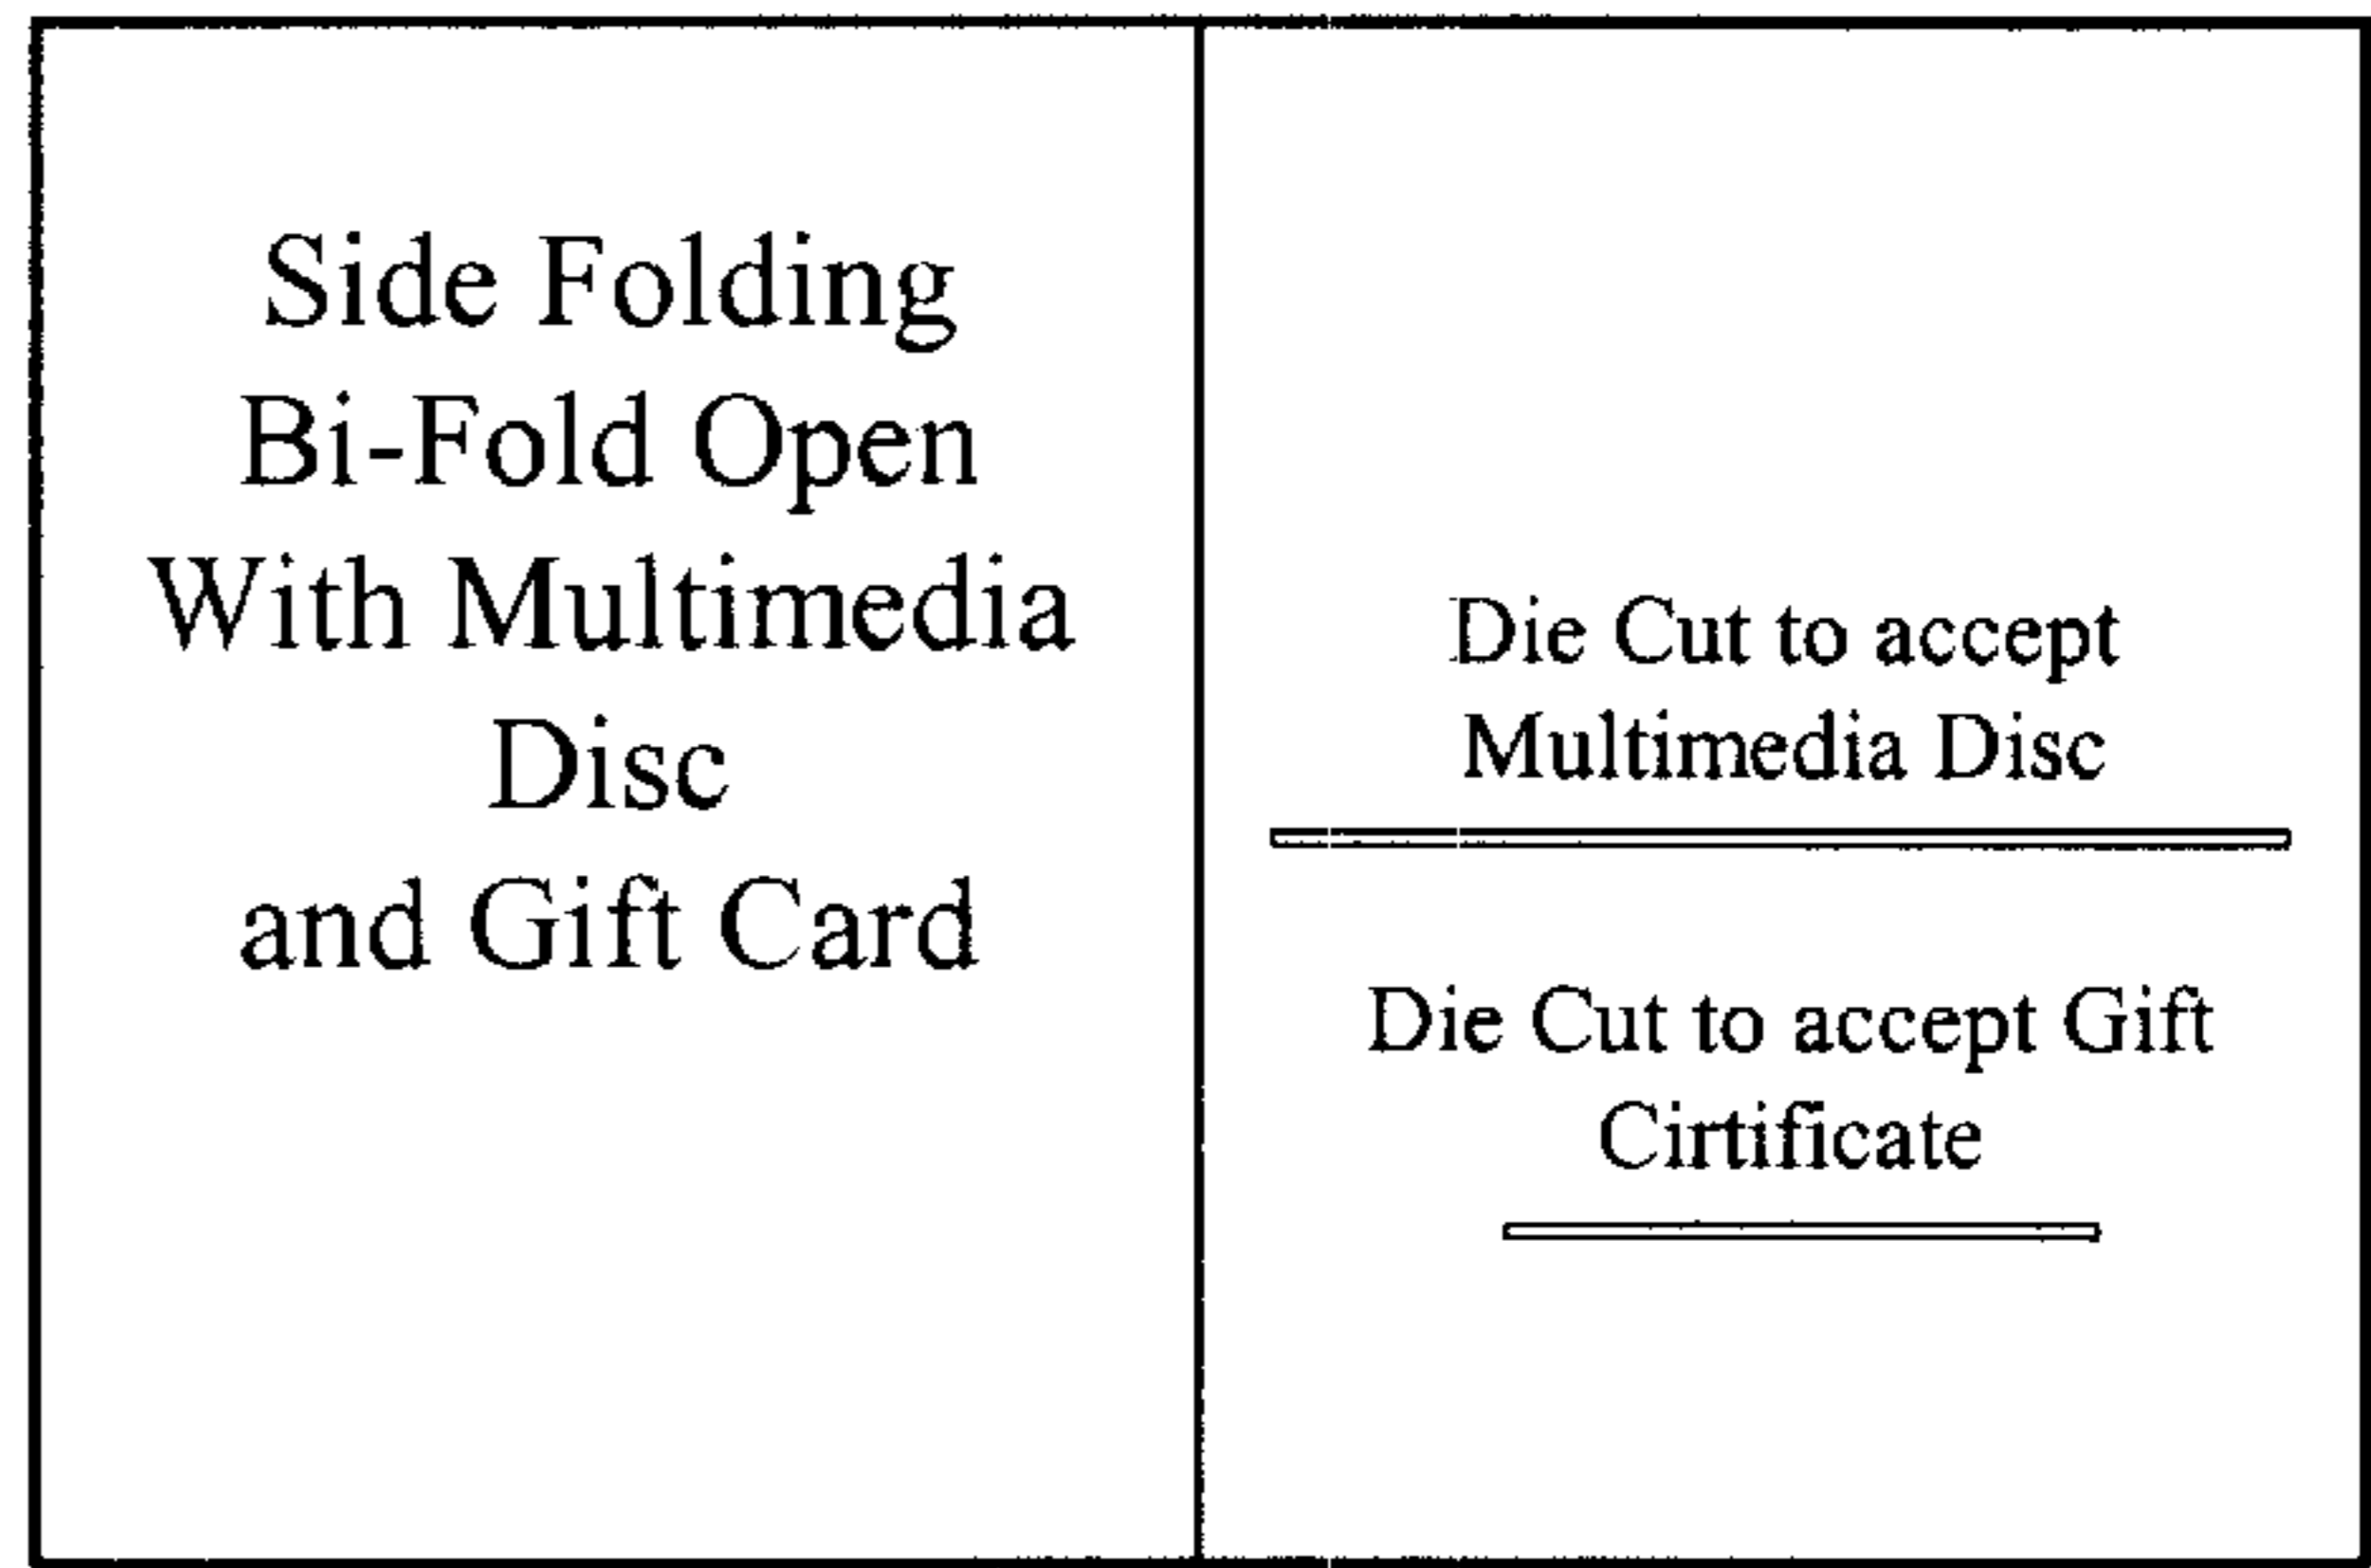 Side Folding
Bi-Fold Open
With Multimedia
Disc
and Gift Card
Die Cut to accept
Multimedia Disc
Die Cut to accept Gift
Cirtificate